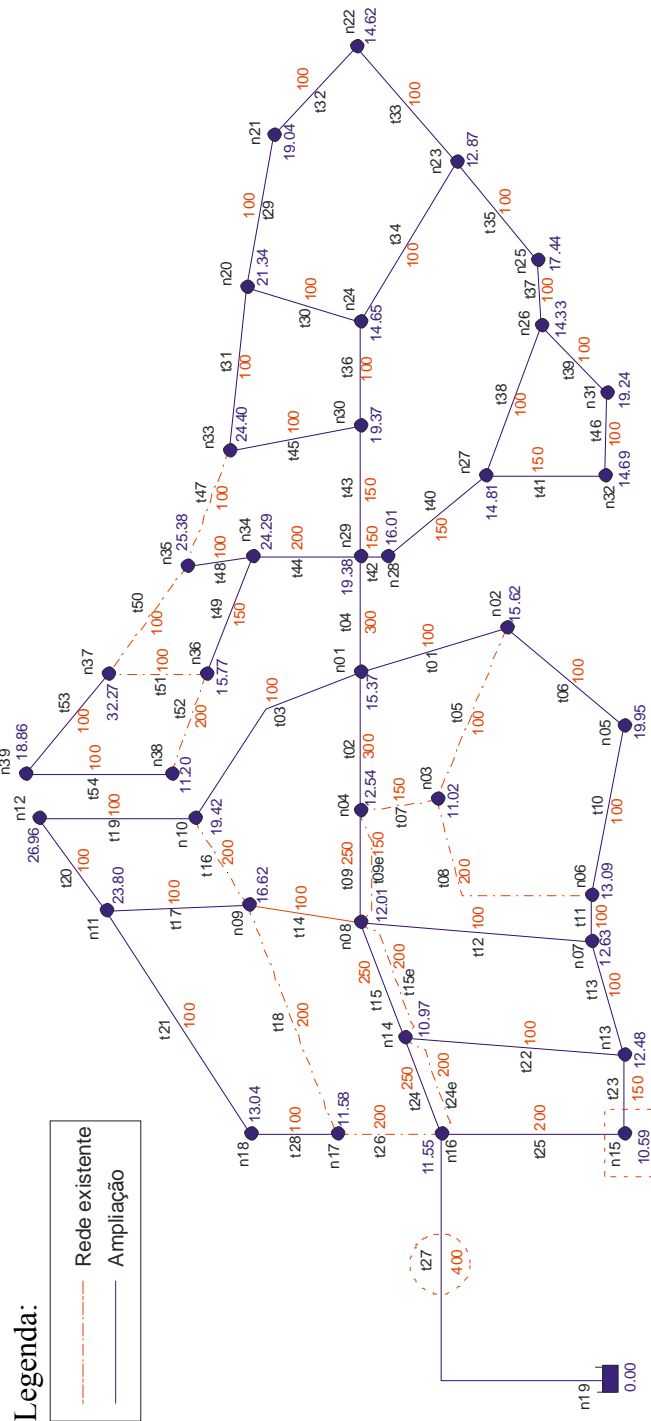 Legenda:
Rede existente
Ampliação
n22
14.62
t32
100
t33
100
n21
19.04
n23
12.87
t29
100
t34
100
t35
100
n20
21.34
t30
100
n24
14.65
n25
17.44
t37
100
n26
14.33
t31
100
t36
100
t38
100
t39
100
n31
19.24
n33
24.40
t45
100
n30
19.37
n27
14.81
t46
100
n32
14.69
t47
100
t43
150
t40
150
t41
150
n35
25.38
n34
24.29
t48
100
t44
200
n29
19.38
t42
150
n28
16.01
t50
100
t49
150
t04
300
n02
15.62
n37
32.27
n36
15.77
t51
100
n01
15.37
t01
100
t53
100
t52
200
t03
100
t02
300
t05
100
t06
100
n39
18.86
t54
100
n38
11.20
n05
19.95
n12
26.96
t19
100
n10
19.42
n04
12.54
t07
150
n03
11.02
t20
100
t16
200
t09
250
t09e
150
t08
200
t10
100
n11
23.80
t17
100
n09
16.62
t14
100
n08
12.01
n06
13.09
t11
100
n07
12.63
t12
100
t21
100
t18
200
t15
250
t15e
200
t13
100
n14
10.97
t22
100
n13
12.48
n18
13.04
t28
100
n17
11.58
t26
200
t24
250
t24e
200
n16
11.55
t25
200
t23
150
n15
10.59
t27
400
n19
0.00